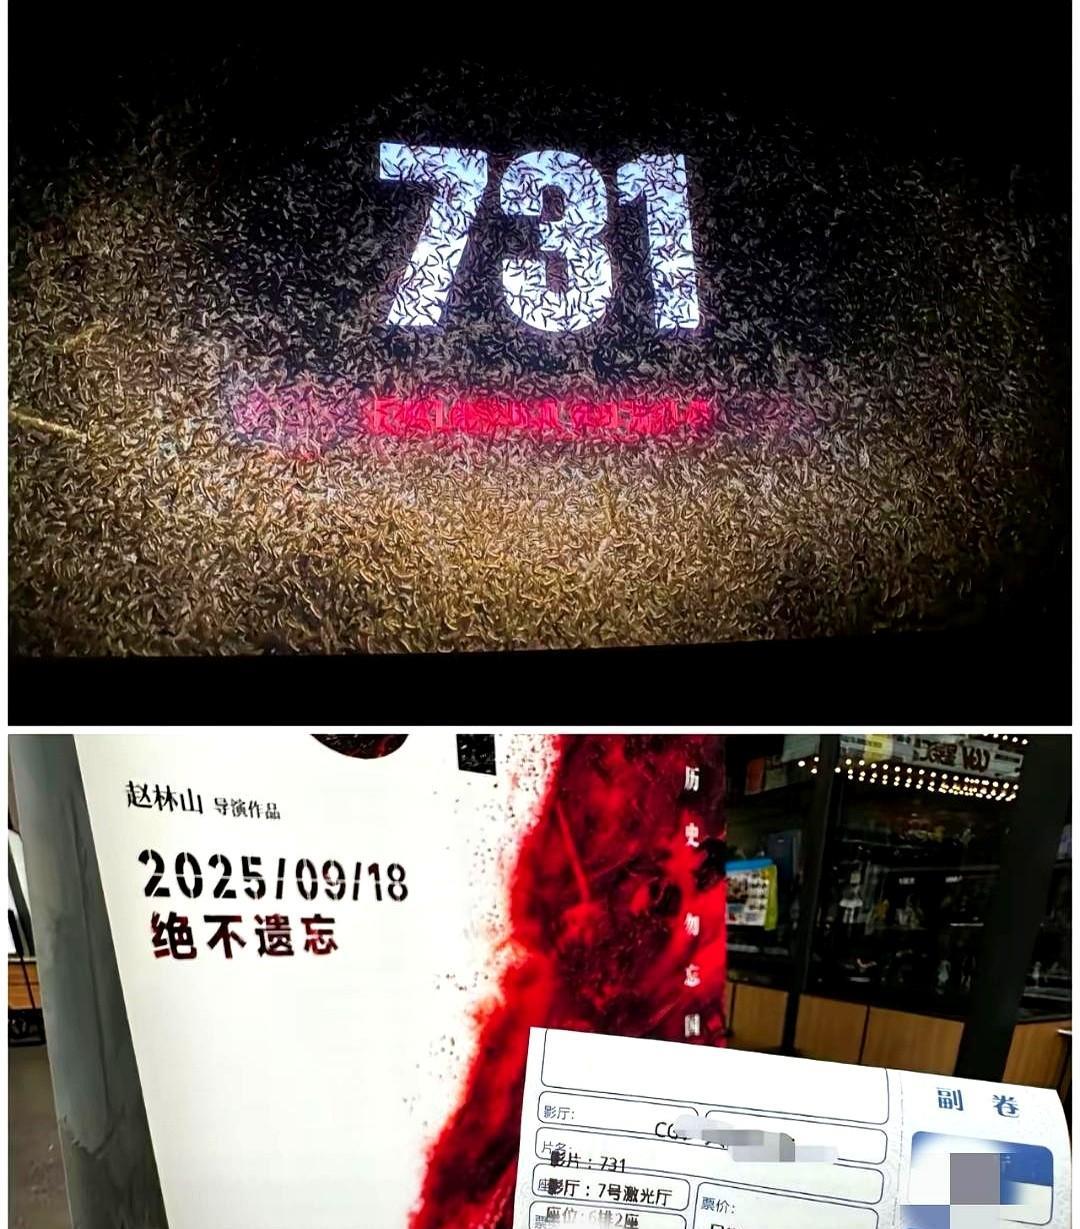 731
赵林山 导演作品
2025/09/18
绝不遗忘
历史勿忘国
副 卷
影厅:
片名:
影片:731
影厅:7号激光厅
票价:
座位:6排2座